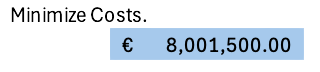 Minimize Costs.
€ 8,001,500.00